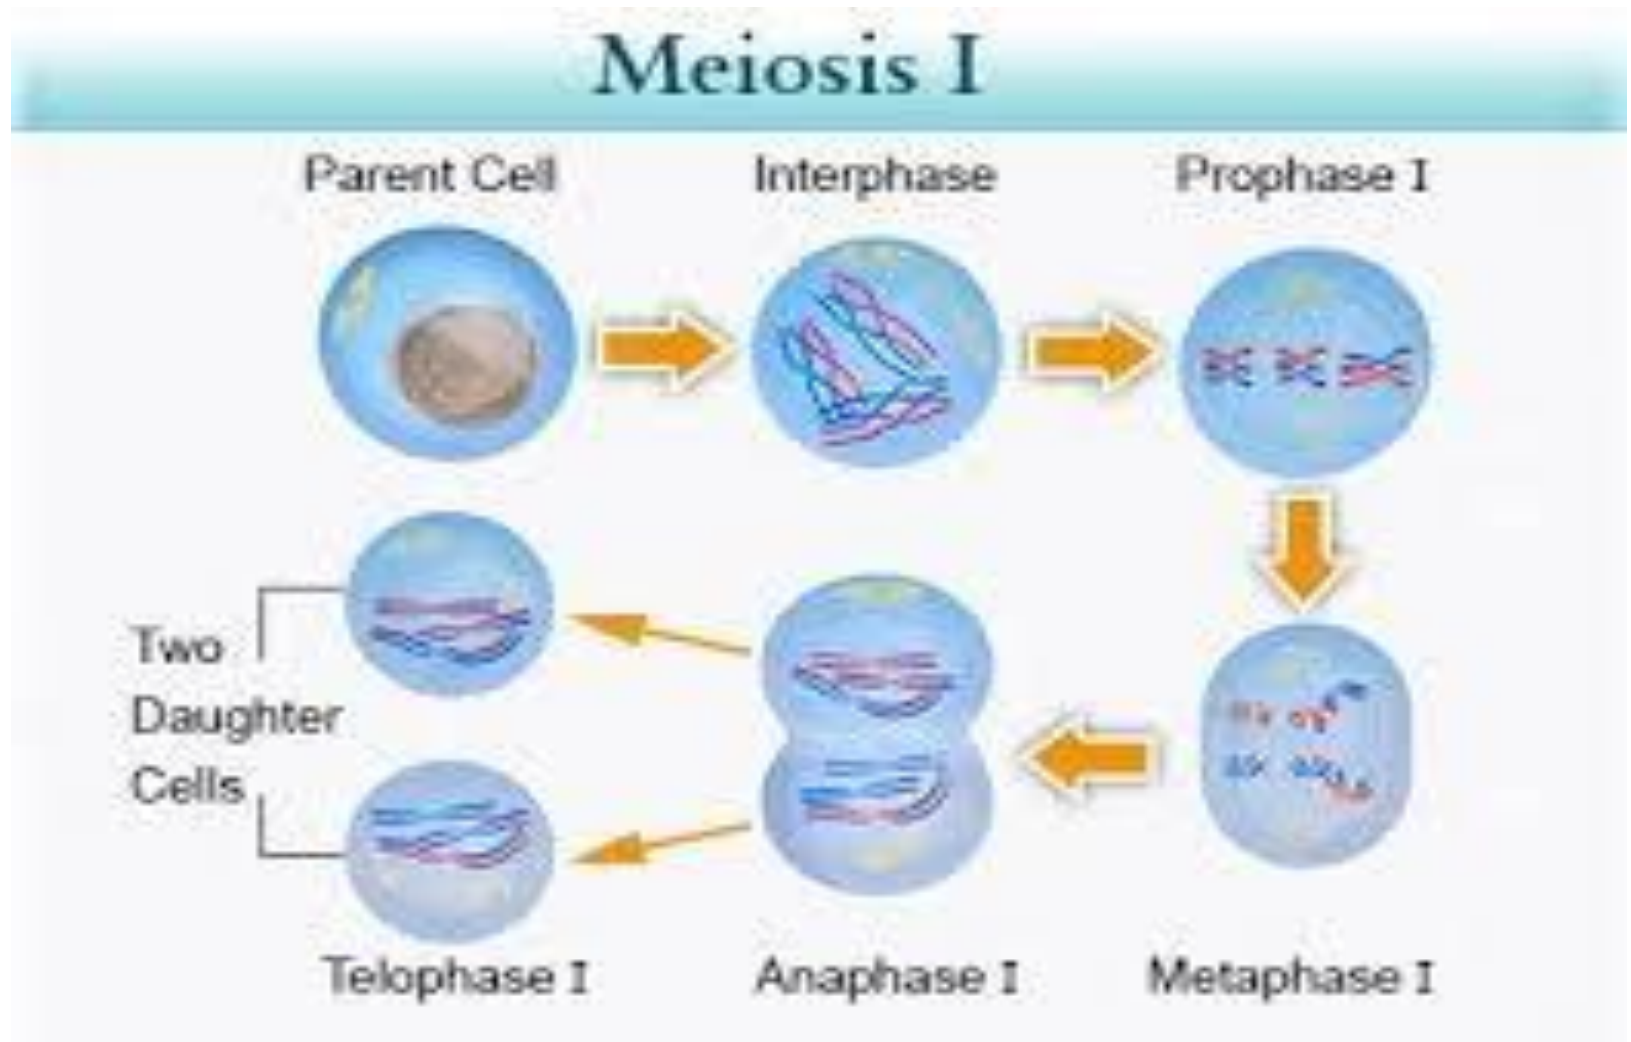 Meiosis I
Parent Cell
Interphase
Prophase I
Two
Daughter
Cells
Telophase I
Anaphase I
Metaphase I